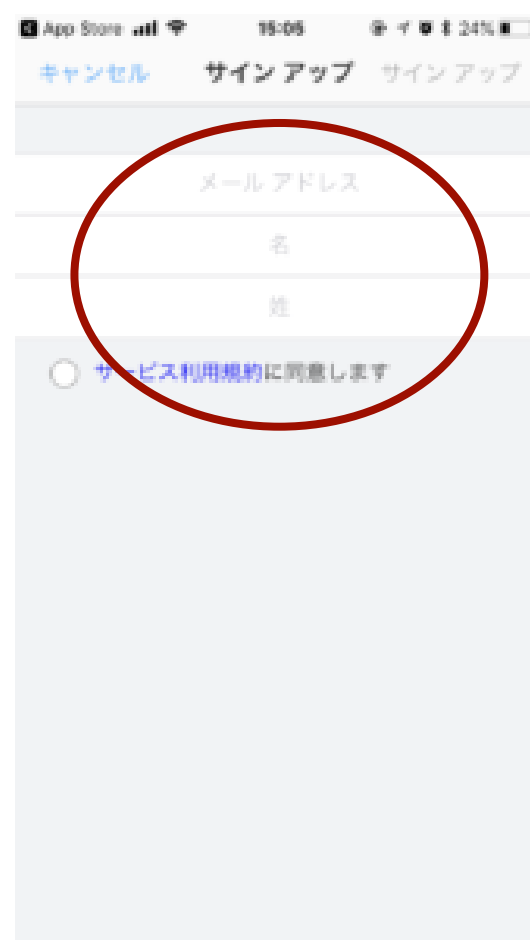 App Store 15:05 24%
キャンセル サイン アップ サイン アップ
メール アドレス
名
姓
サービス利用規約に同意します